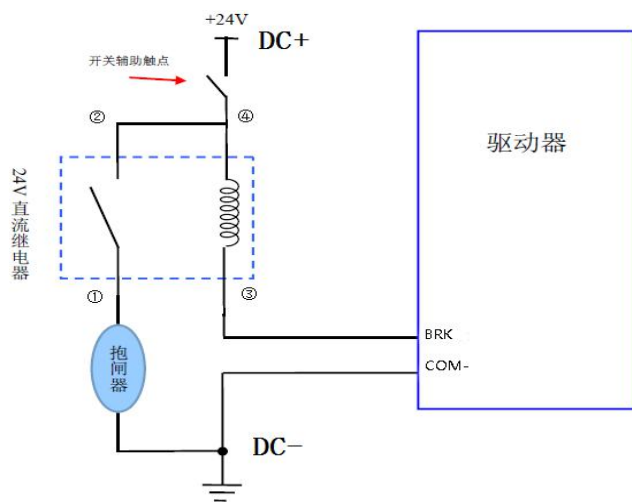 +24V
DC+
开关辅助触点
②
④
驱动器
24V 直流继电器
①
③
BRK
抱闸器
COM-
DC−